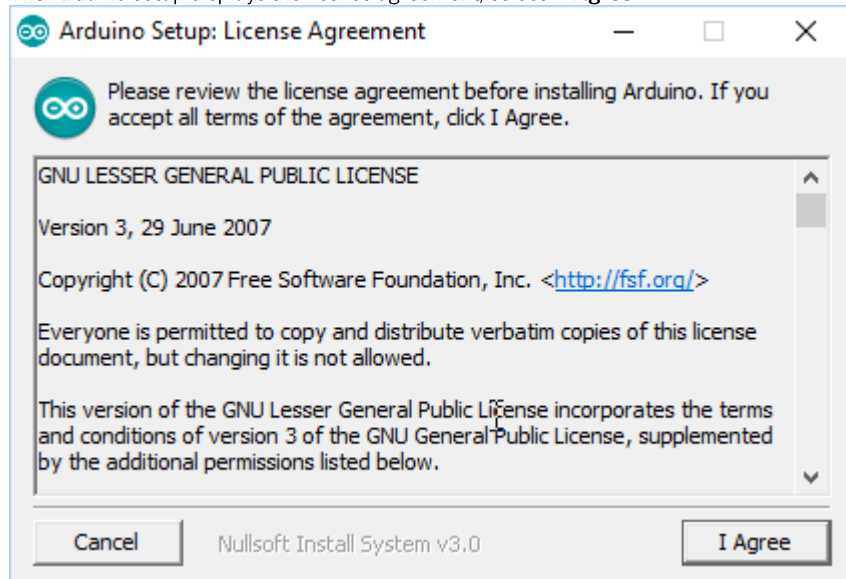 Arduino Setup: License Agreement
Please review the license agreement before installing Arduino. If you
accept all terms of the agreement, click I Agree.
GNU LESSER GENERAL PUBLIC LICENSE
Version 3, 29 June 2007
Copyright (C) 2007 Free Software Foundation, Inc. <http://fsf.org/>
Everyone is permitted to copy and distribute verbatim copies of this license
document, but changing it is not allowed.
This version of the GNU Lesser General Public License incorporates the terms
and conditions of version 3 of the GNU General Public License, supplemented
by the additional permissions listed below.
Cancel
Nullsoft Install System v3.0
I Agree